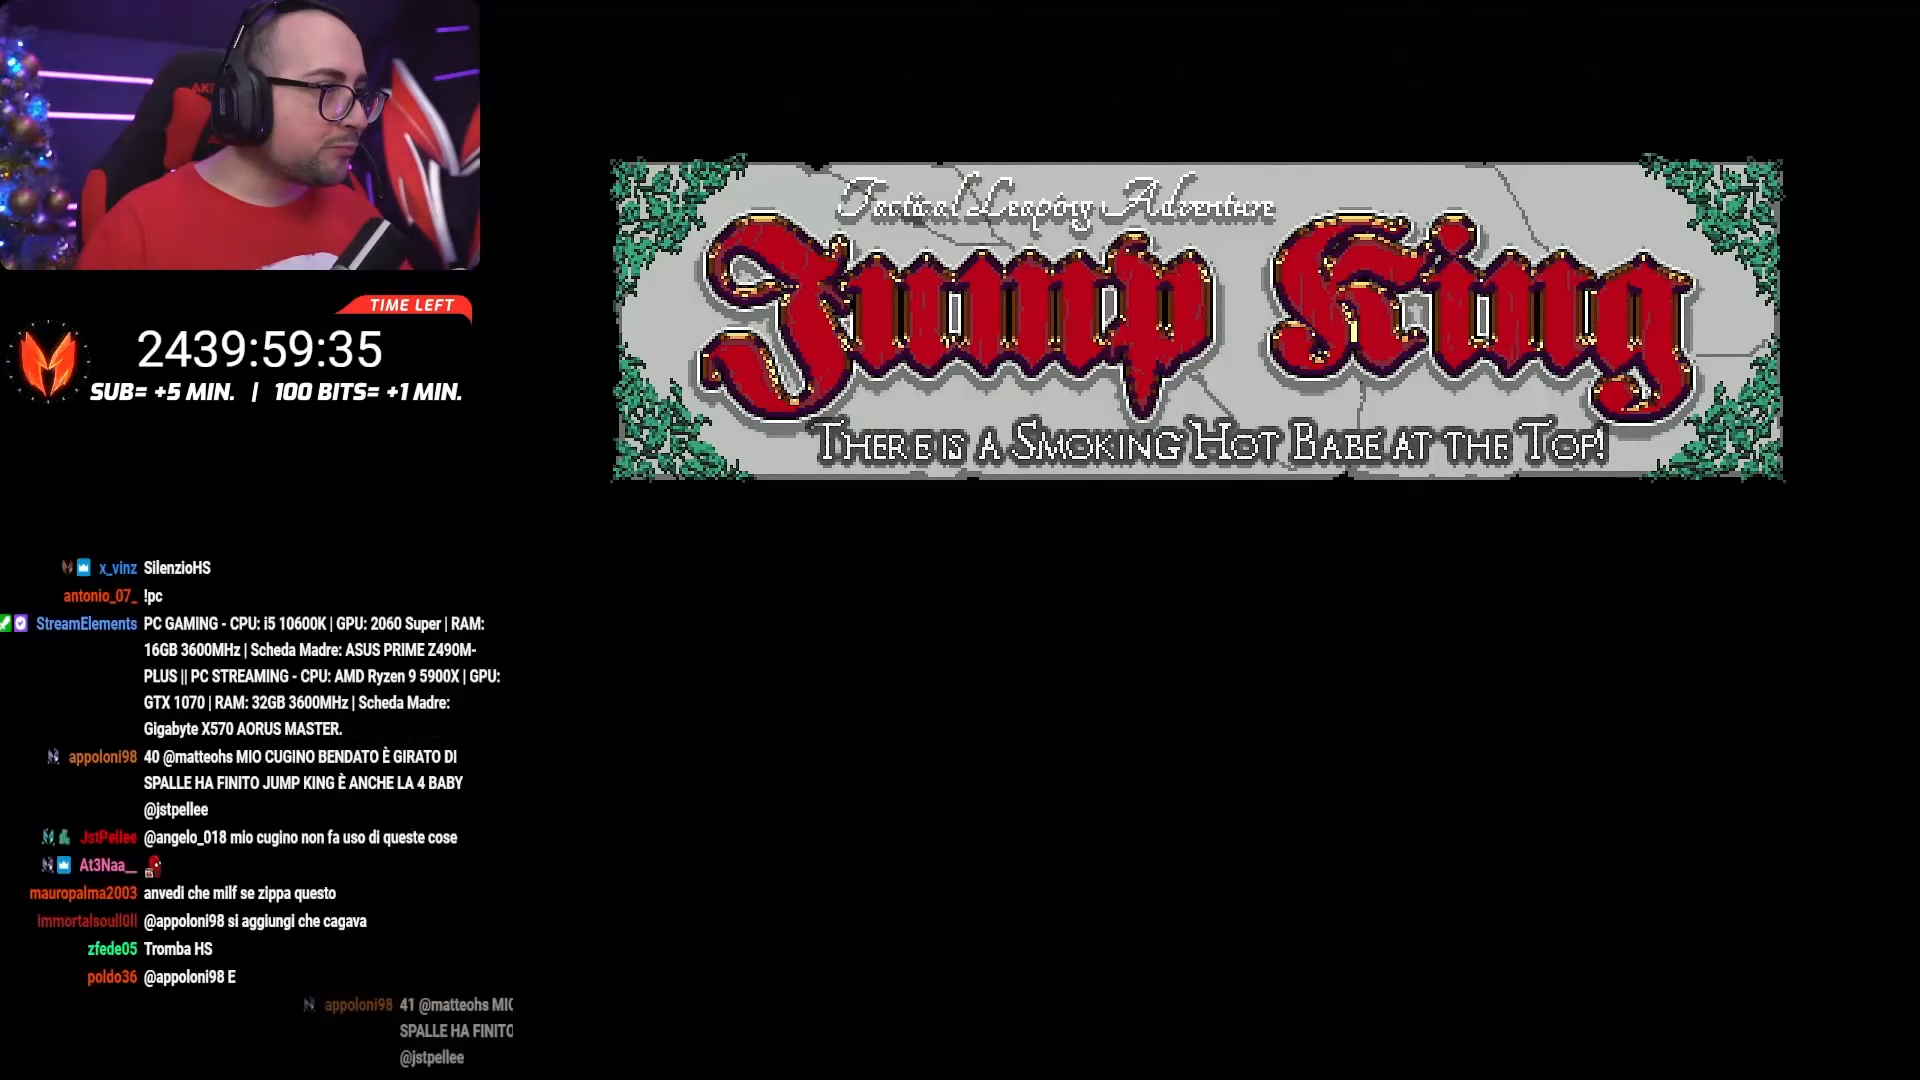 TIME LEFT
2439:59:35
SUB= +5 MIN. | 100 BITS= +1 MIN.
Tactical Leaping Adventure
Jump King
THERE IS A SMOKING HOT BABE AT THE TOP!
x_vinz SilenzioHS
antonio_07_ !pc
StreamElements PC GAMING - CPU: i5 10600K | GPU: 2060 Super | RAM:
16GB 3600MHz | Scheda Madre: ASUS PRIME Z490M-
PLUS || PC STREAMING - CPU: AMD Ryzen 9 5900X | GPU:
GTX 1070 | RAM: 32GB 3600MHz | Scheda Madre:
Gigabyte X570 AORUS MASTER.
appoloni98 40 @matteohs MIO CUGINO BENDATO È GIRATO DI
SPALLE HA FINITO JUMP KING È ANCHE LA 4 BABY
@jstpellee
JstPellee @angelo_018 mio cugino non fa uso di queste cose
At3Naa__
mauropalma2003 anvedi che milf se zippa questo
@appoloni98 si aggiungi che cagava
zfede05 Tromba HS
poldo36 @appoloni98 E
appoloni98 41 @matteohs MIO
SPALLE HA FINITO
@jstpellee